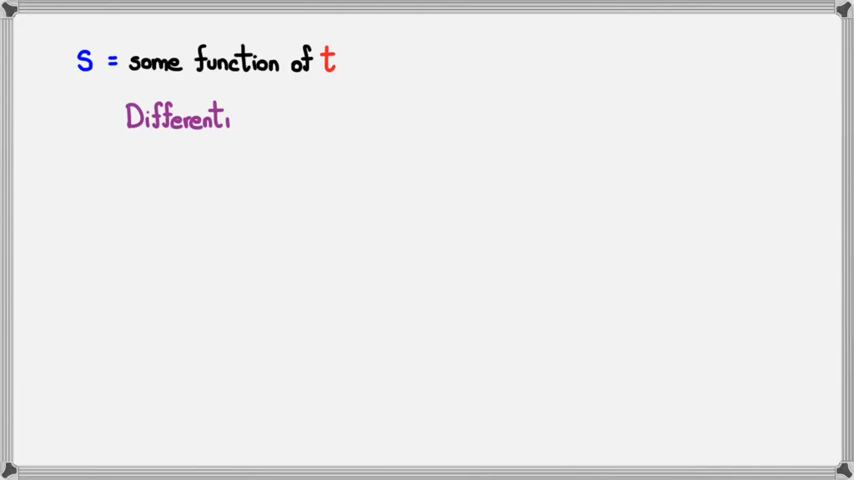 s = some function of t
Differenti